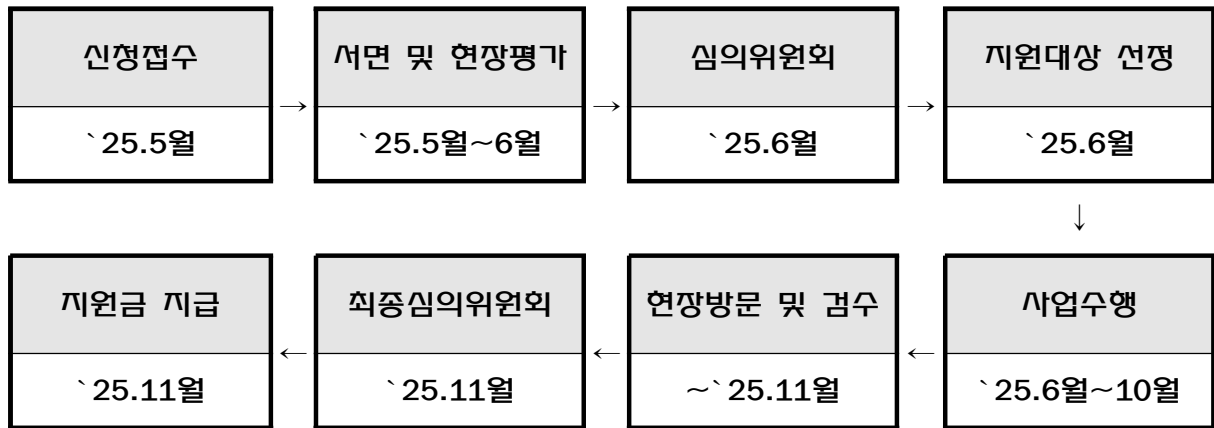 신청접수
`25.5월
→
서면 및 현장평가
`25.5월~6월
→
심의위원회
`25.6월
→
지원대상 선정
`25.6월
↓
사업수행
`25.6월~10월
←
현장방문 및 검수
~`25.11월
←
최종심의위원회
`25.11월
←
지원금 지급
`25.11월